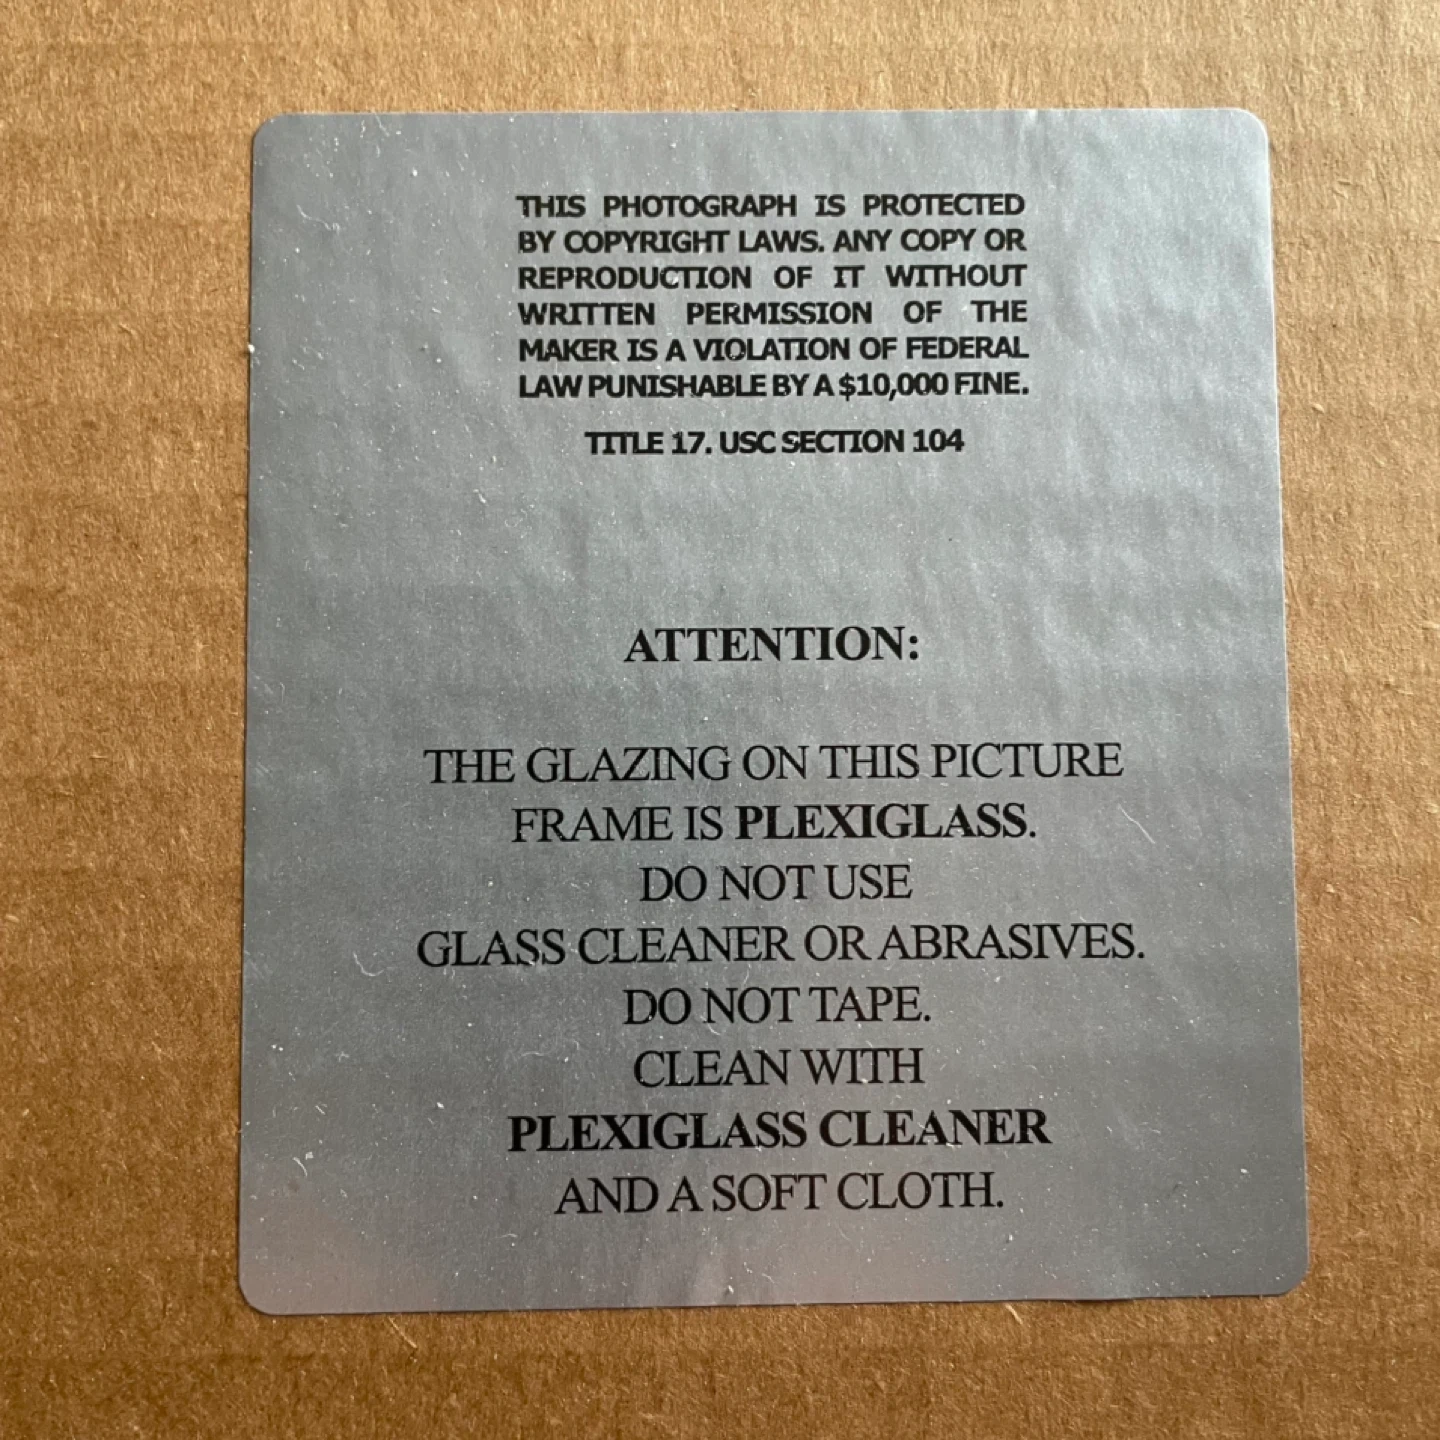 THIS PHOTOGRAPH IS PROTECTED
BY COPYRIGHT LAWS. ANY COPY OR
REPRODUCTION OF IT WITHOUT
WRITTEN PERMISSION OF THE
MAKER IS A VIOLATION OF FEDERAL
LAW PUNISHABLE BY A $10,000 FINE.
TITLE 17. USC SECTION 104
ATTENTION:
THE GLAZING ON THIS PICTURE
FRAME IS PLEXIGLASS.
DO NOT USE
GLASS CLEANER OR ABRASIVES.
DO NOT TAPE.
CLEAN WITH
PLEXIGLASS CLEANER
AND A SOFT CLOTH.